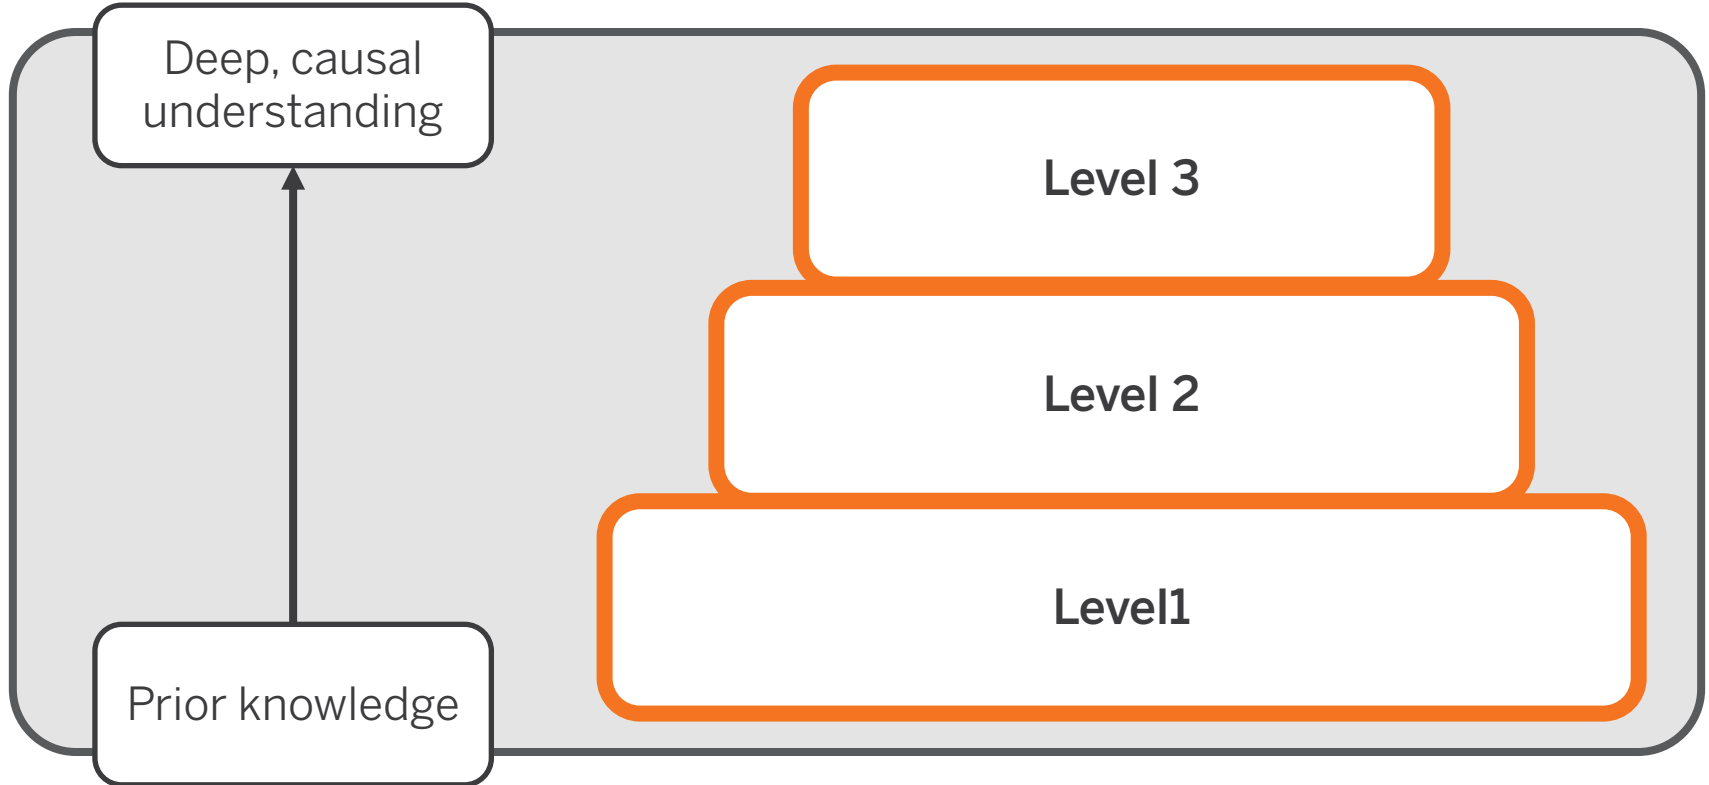 Deep, causal
understanding
Level 3
Level 2
Level1
Prior knowledge